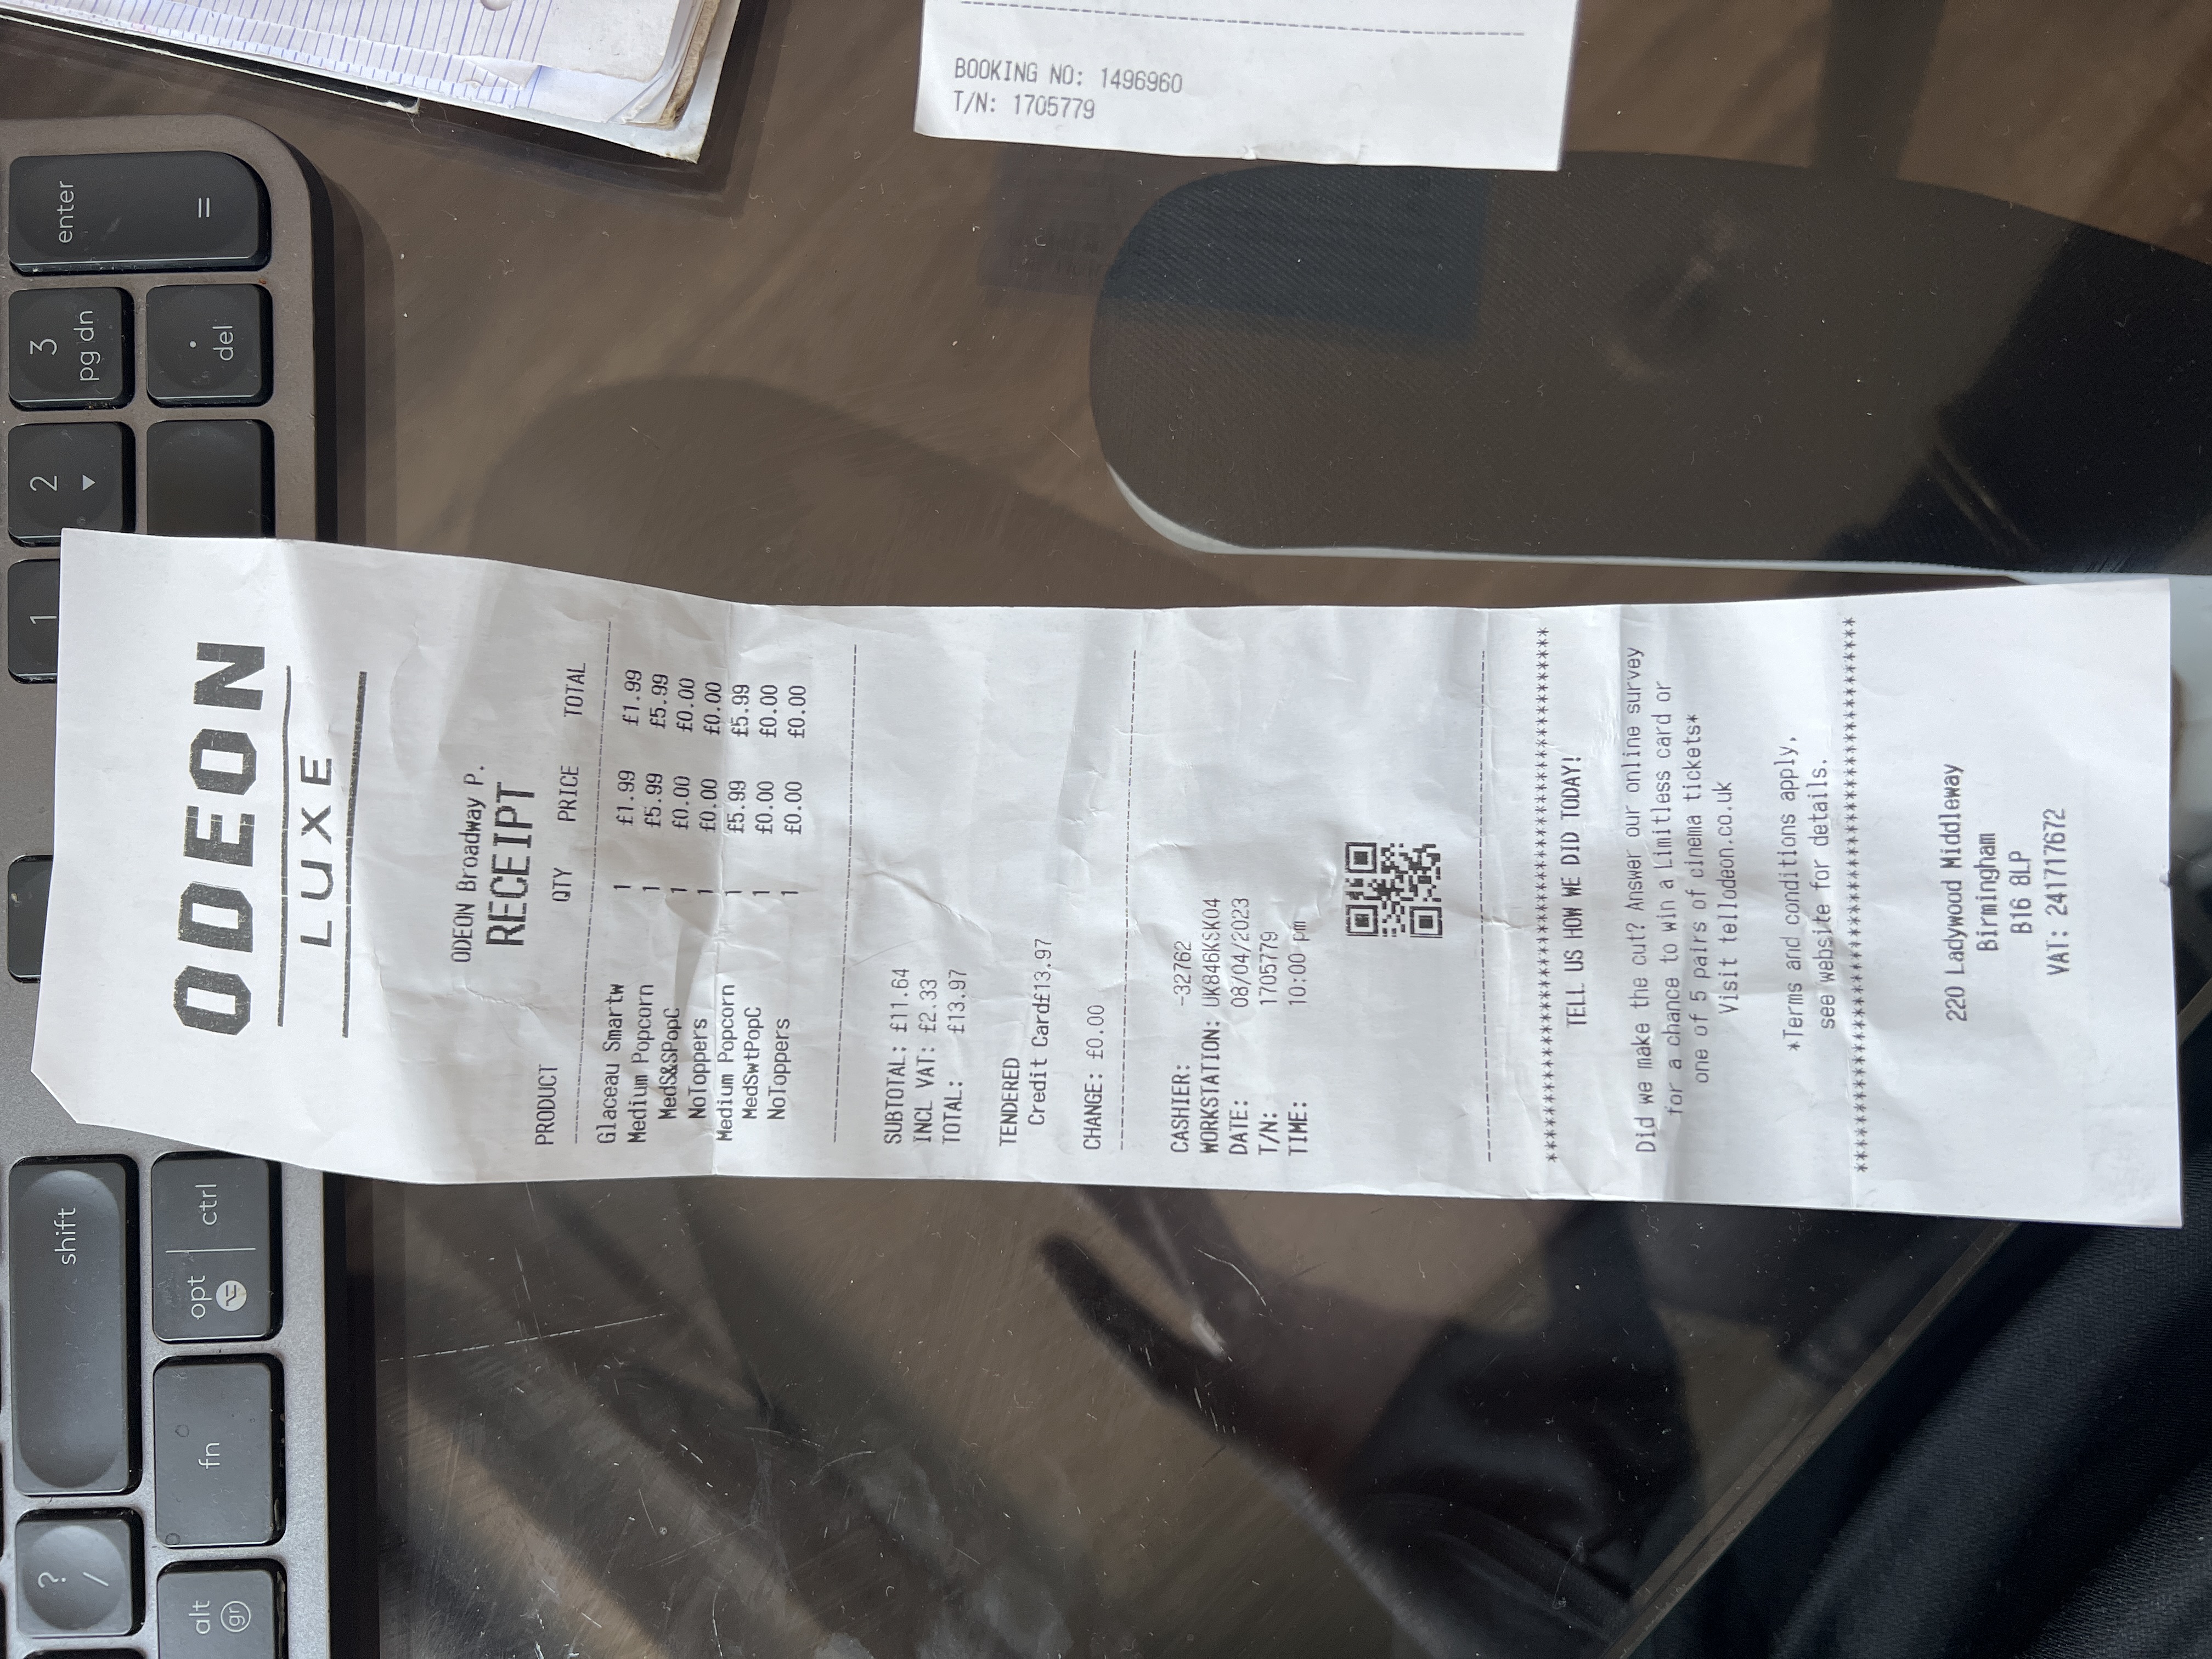 ?
/
shift
1
2
3
pg dn
enter
alt
gr
fn
opt
ctrl
.
del
=
ODEON
LUXE
ODEON Broadway P.
RECEIPT
PRODUCT QTY PRICE TOTAL
Glaceau Smartw 1 £1.99 £1.99
Medium Popcorn 1 £5.99 £5.99
MedS&SPopC 1 £0.00 £0.00
NoToppers 1 £0.00 £0.00
Medium Popcorn 1 £5.99 £5.99
MedSwtPopC 1 £0.00 £0.00
NoToppers 1 £0.00 £0.00
SUBTOTAL: £11.64
INCL VAT: £2.33
TOTAL: £13.97
TENDERED
Credit Card£13.97
CHANGE: £0.00
CASHIER: -32762
WORKSTATION: UK846KSK04
DATE: 08/04/2023
T/N: 1705779
TIME: 10:00 pm
****************************************
TELL US HOW WE DID TODAY!
Did we make the cut? Answer our online survey
for a chance to win a Limitless card or
one of 5 pairs of cinema tickets*
Visit tellodeon.co.uk
*Terms and conditions apply,
see website for details.
****************************************
220 Ladywood Middleway
Birmingham
B16 8LP
VAT: 241717672
BOOKING NO: 1496960
T/N: 1705779